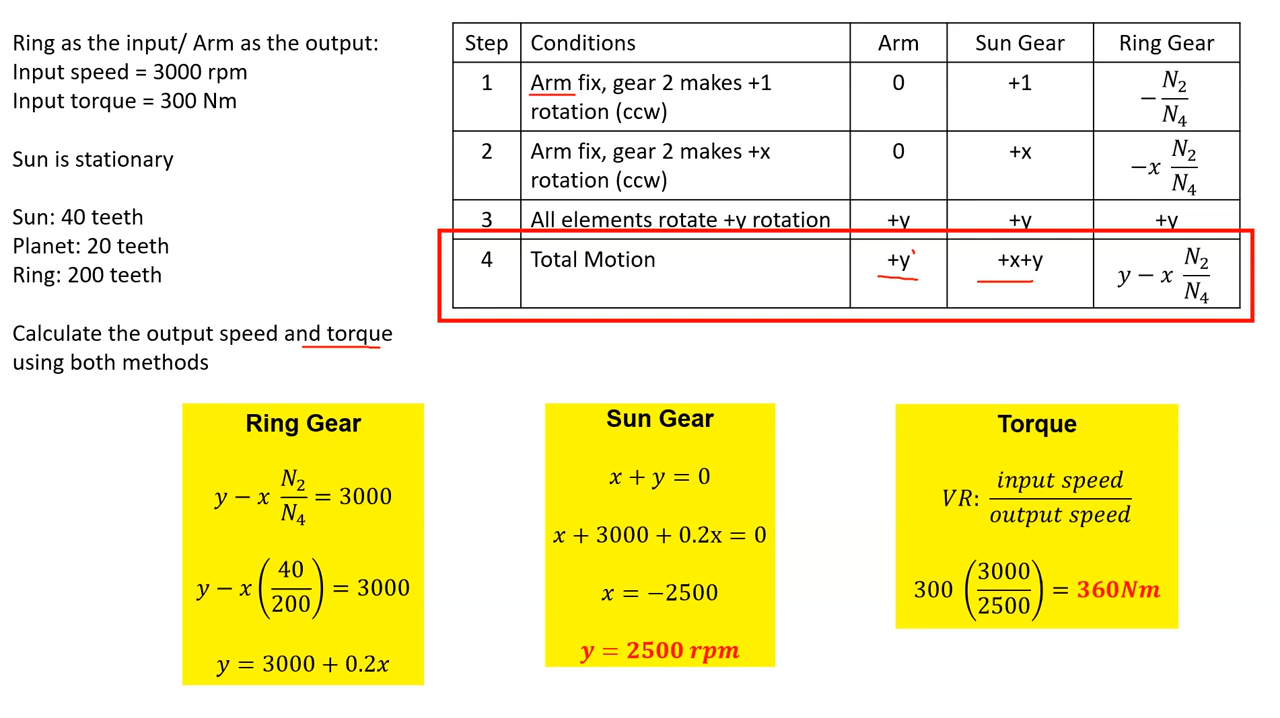 Ring as the input/ Arm as the output:
Input speed = 3000 rpm
Input torque = 300 Nm
Sun is stationary
Sun: 40 teeth
Planet: 20 teeth
Ring: 200 teeth
Calculate the output speed and torque
using both methods
Step Conditions Arm Sun Gear Ring Gear
1 Arm fix, gear 2 makes +1 rotation (ccw) 0 +1 −N₂/N₄
2 Arm fix, gear 2 makes +x rotation (ccw) 0 +x −x N₂/N₄
3 All elements rotate +y rotation +y +y +y
4 Total Motion +y +x+y y − x N₂/N₄
Ring Gear
y − x N₂/N₄ = 3000
y − x (40/200) = 3000
y = 3000 + 0.2x
Sun Gear
x + y = 0
x + 3000 + 0.2x = 0
x = −2500
y = 2500 rpm
Torque
VR: input speed/output speed
300 (3000/2500) = 360Nm